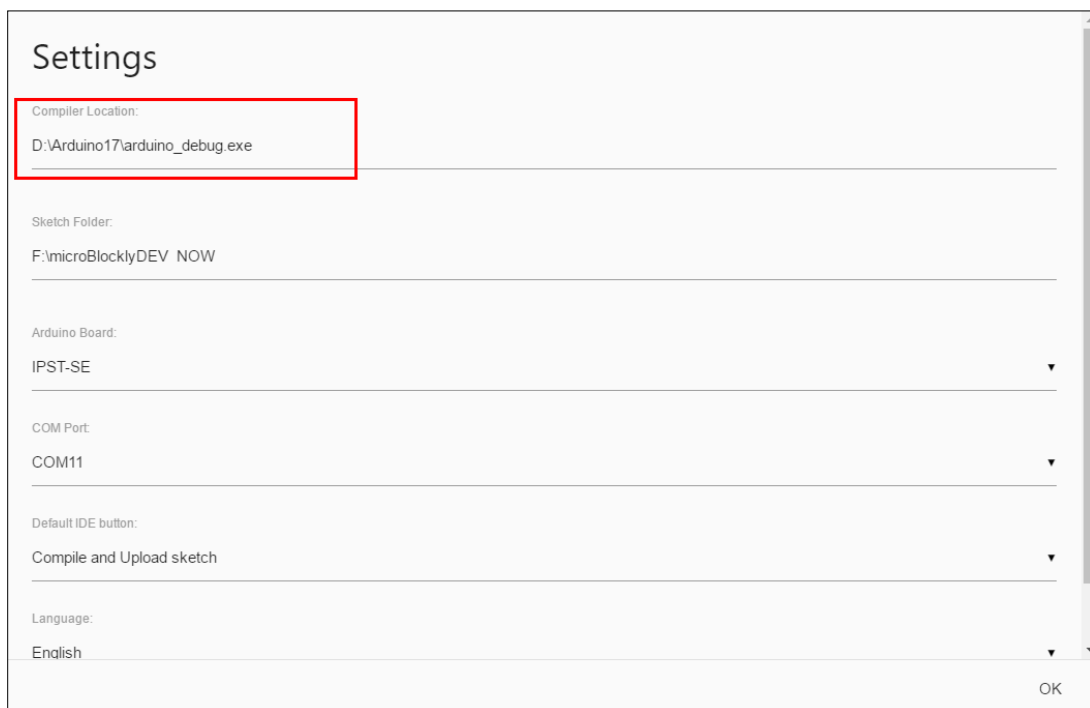 Settings
Compiler Location:
D:\Arduino17\arduino_debug.exe
Sketch Folder:
F:\microBlocklyDEV NOW
Arduino Board:
IPST-SE
COM Port:
COM11
Default IDE button:
Compile and Upload sketch
Language:
English
OK